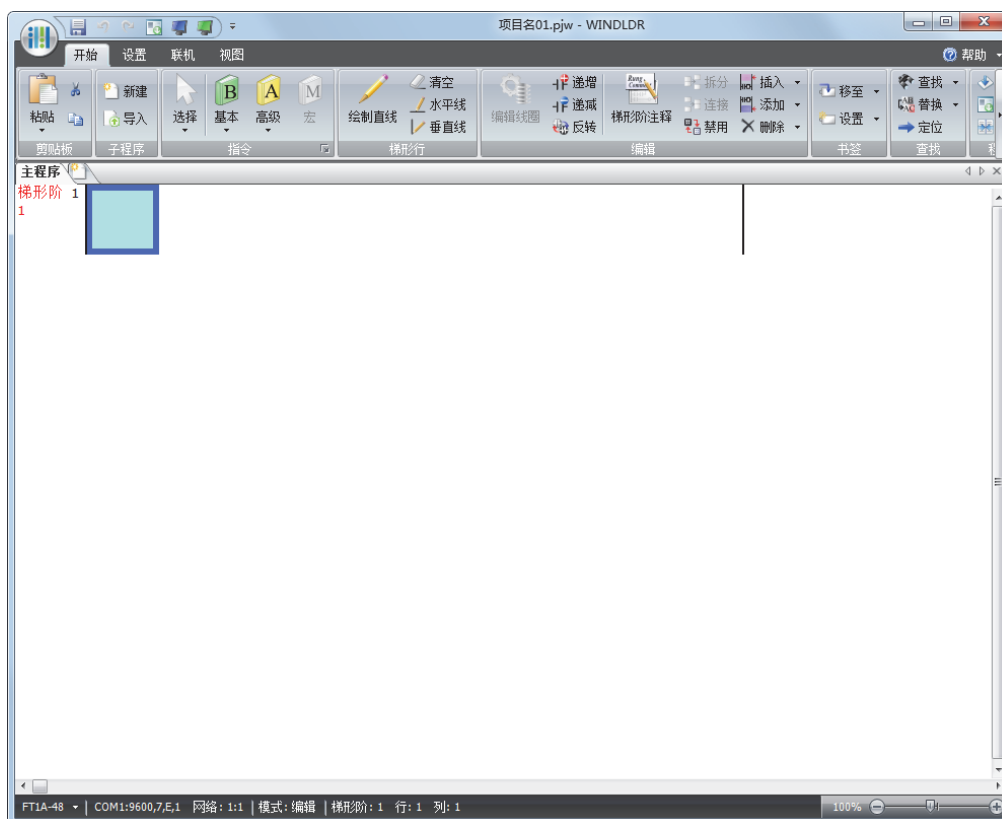 项目名01.pjw - WINDLDR
开始 设置 联机 视图 帮助
粘贴
剪贴板
新建
导入
子程序
选择
B
基本
A
高级
M
宏
指令
绘制直线
清空
水平线
垂直线
梯形行
编辑线圈
递增
递减
反转
Rung Comment
梯形阶注释
拆分
连接
禁用
插入
添加
删除
编辑
移至
设置
书签
查找
替换
定位
查找
主程序
梯形阶 1
1
FT1A-48 COM1:9600,7,E,1 网络: 1:1 模式: 编辑 梯形阶: 1 行: 1 列: 1 100%